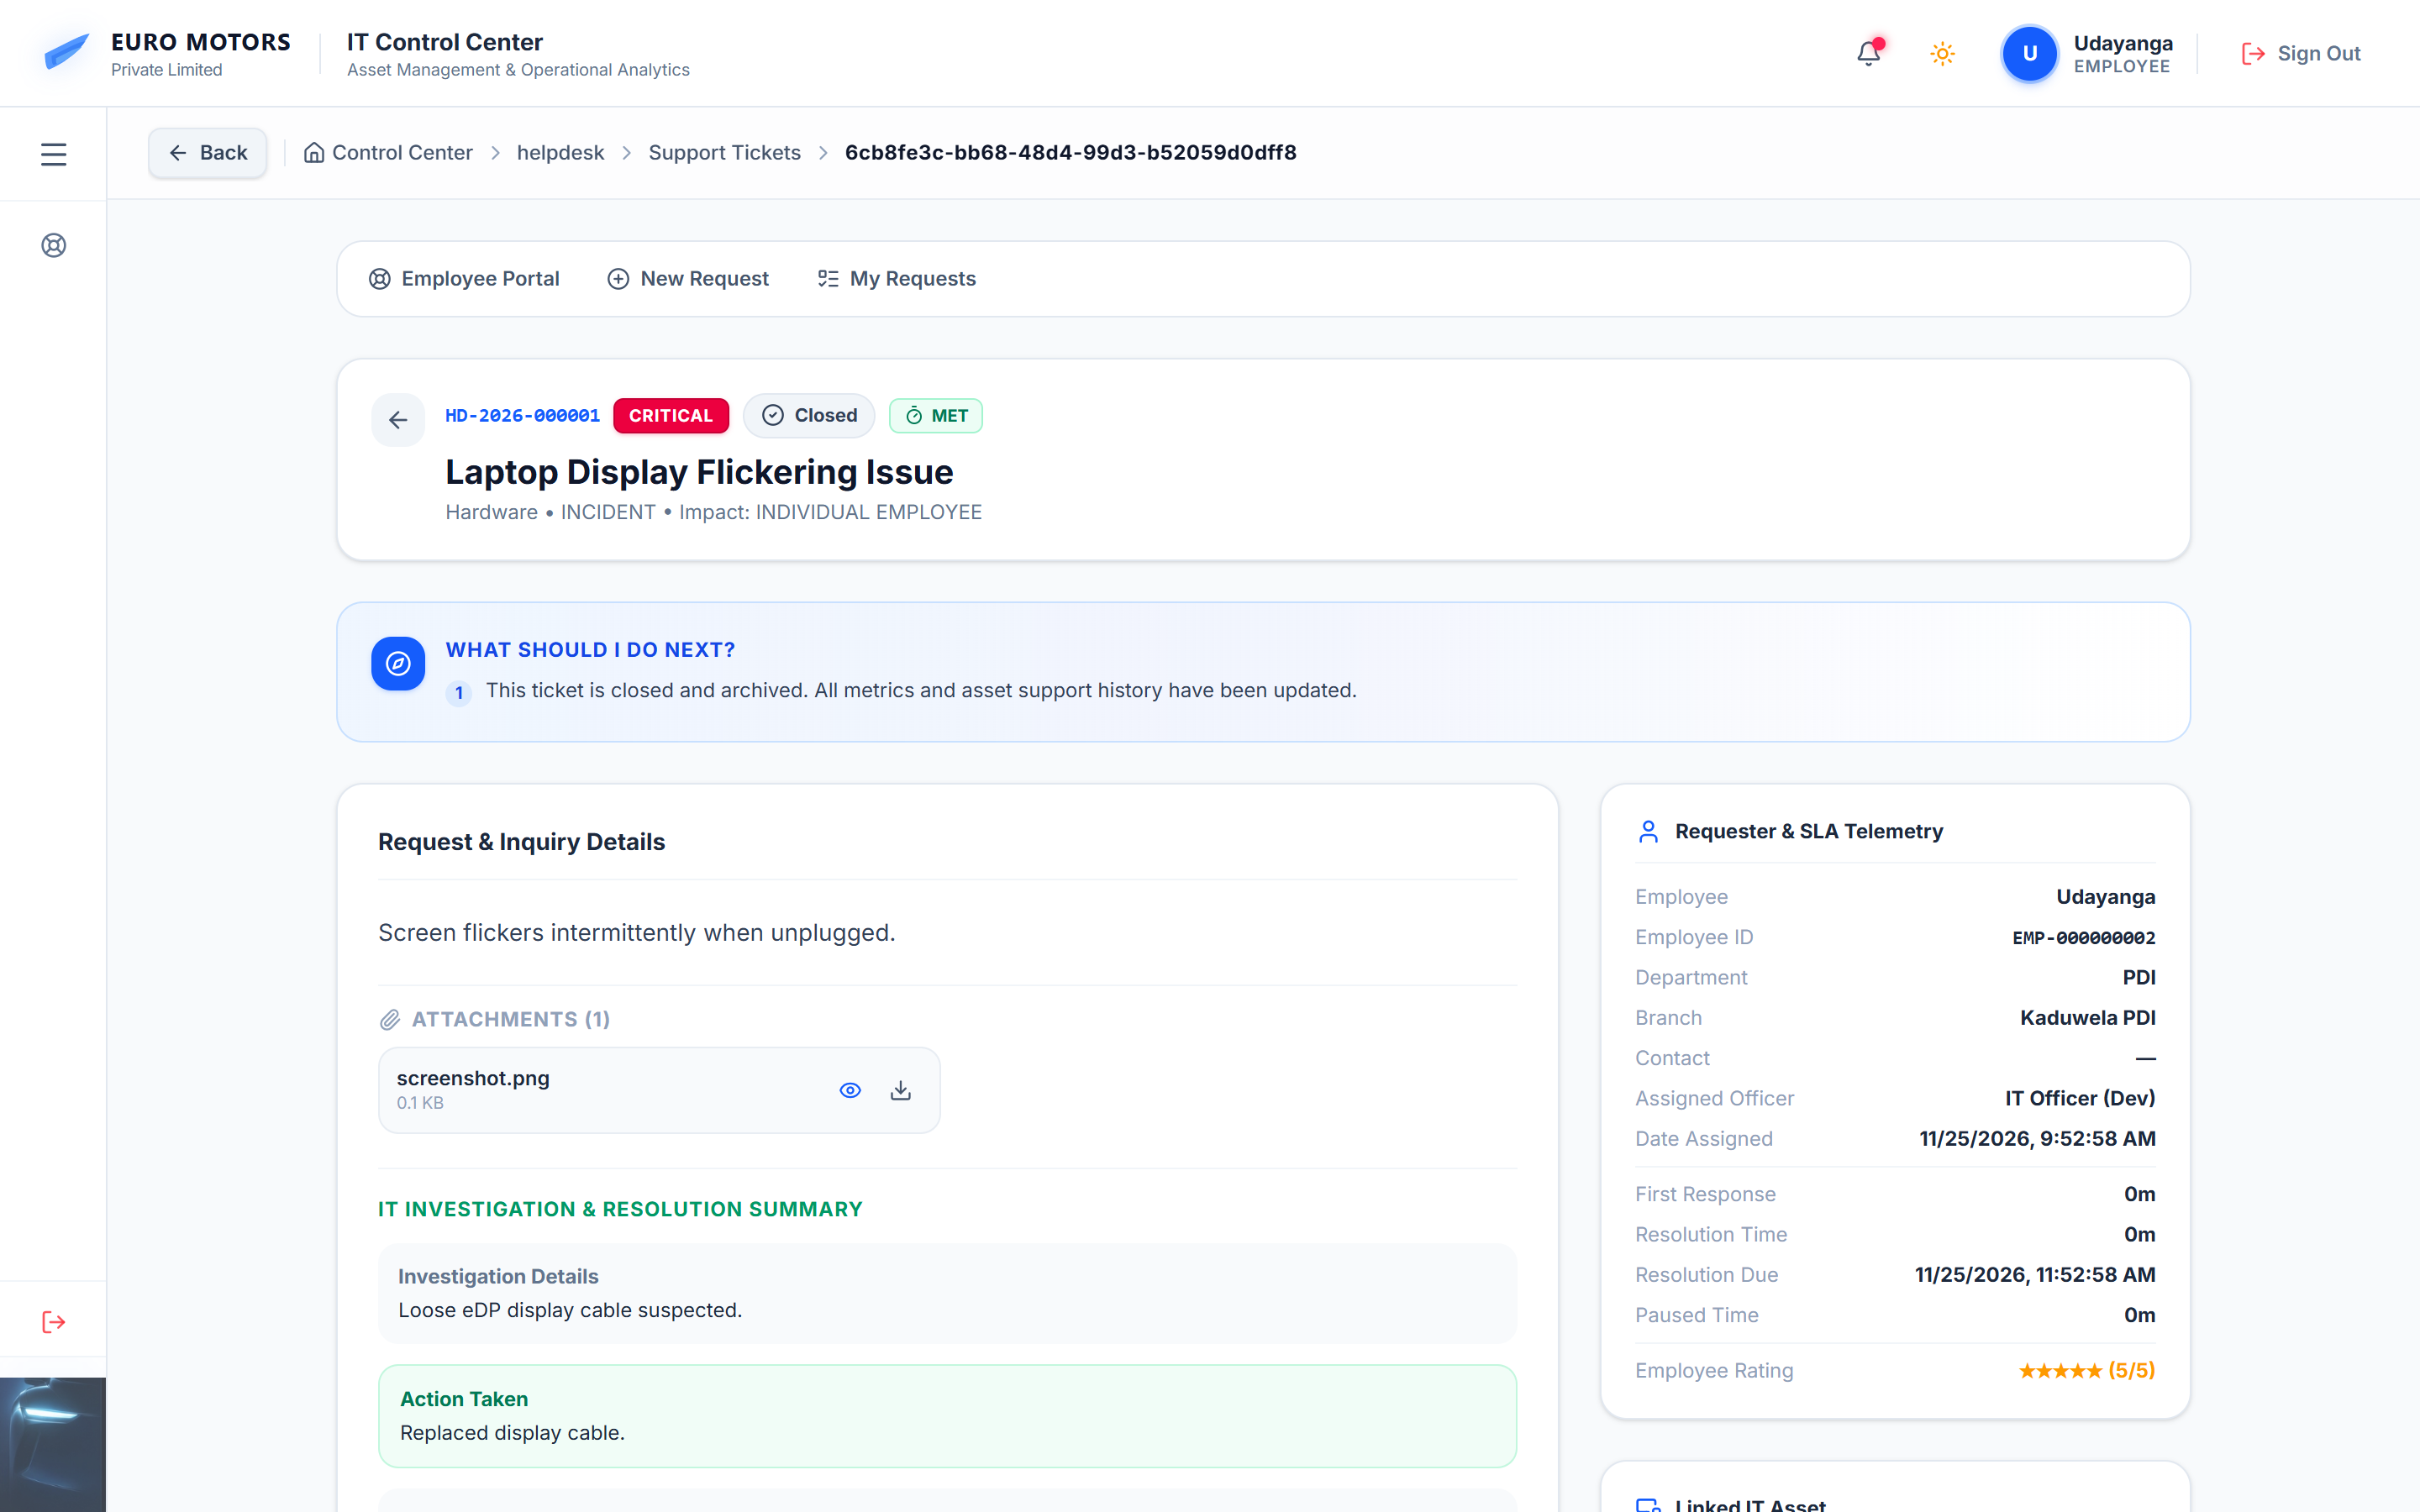 EURO MOTORS
Private Limited
IT Control Center
Asset Management & Operational Analytics
U
Udayanga
EMPLOYEE
Sign Out
Back
Control Center
helpdesk
Support Tickets
6cb8fe3c-bb68-48d4-99d3-b52059d0dff8
Employee Portal
New Request
My Requests
HD-2026-000001
CRITICAL
Closed
MET
Laptop Display Flickering Issue
Hardware • INCIDENT • Impact: INDIVIDUAL EMPLOYEE
WHAT SHOULD I DO NEXT?
1 This ticket is closed and archived. All metrics and asset support history have been updated.
Request & Inquiry Details
Screen flickers intermittently when unplugged.
ATTACHMENTS (1)
screenshot.png
0.1 KB
IT INVESTIGATION & RESOLUTION SUMMARY
Investigation Details
Loose eDP display cable suspected.
Action Taken
Replaced display cable.
Requester & SLA Telemetry
Employee Udayanga
Employee ID EMP-000000002
Department PDI
Branch Kaduwela PDI
Contact —
Assigned Officer IT Officer (Dev)
Date Assigned 11/25/2026, 9:52:58 AM
First Response 0m
Resolution Time 0m
Resolution Due 11/25/2026, 11:52:58 AM
Paused Time 0m
Employee Rating ★★★★★ (5/5)
Linked IT Asset